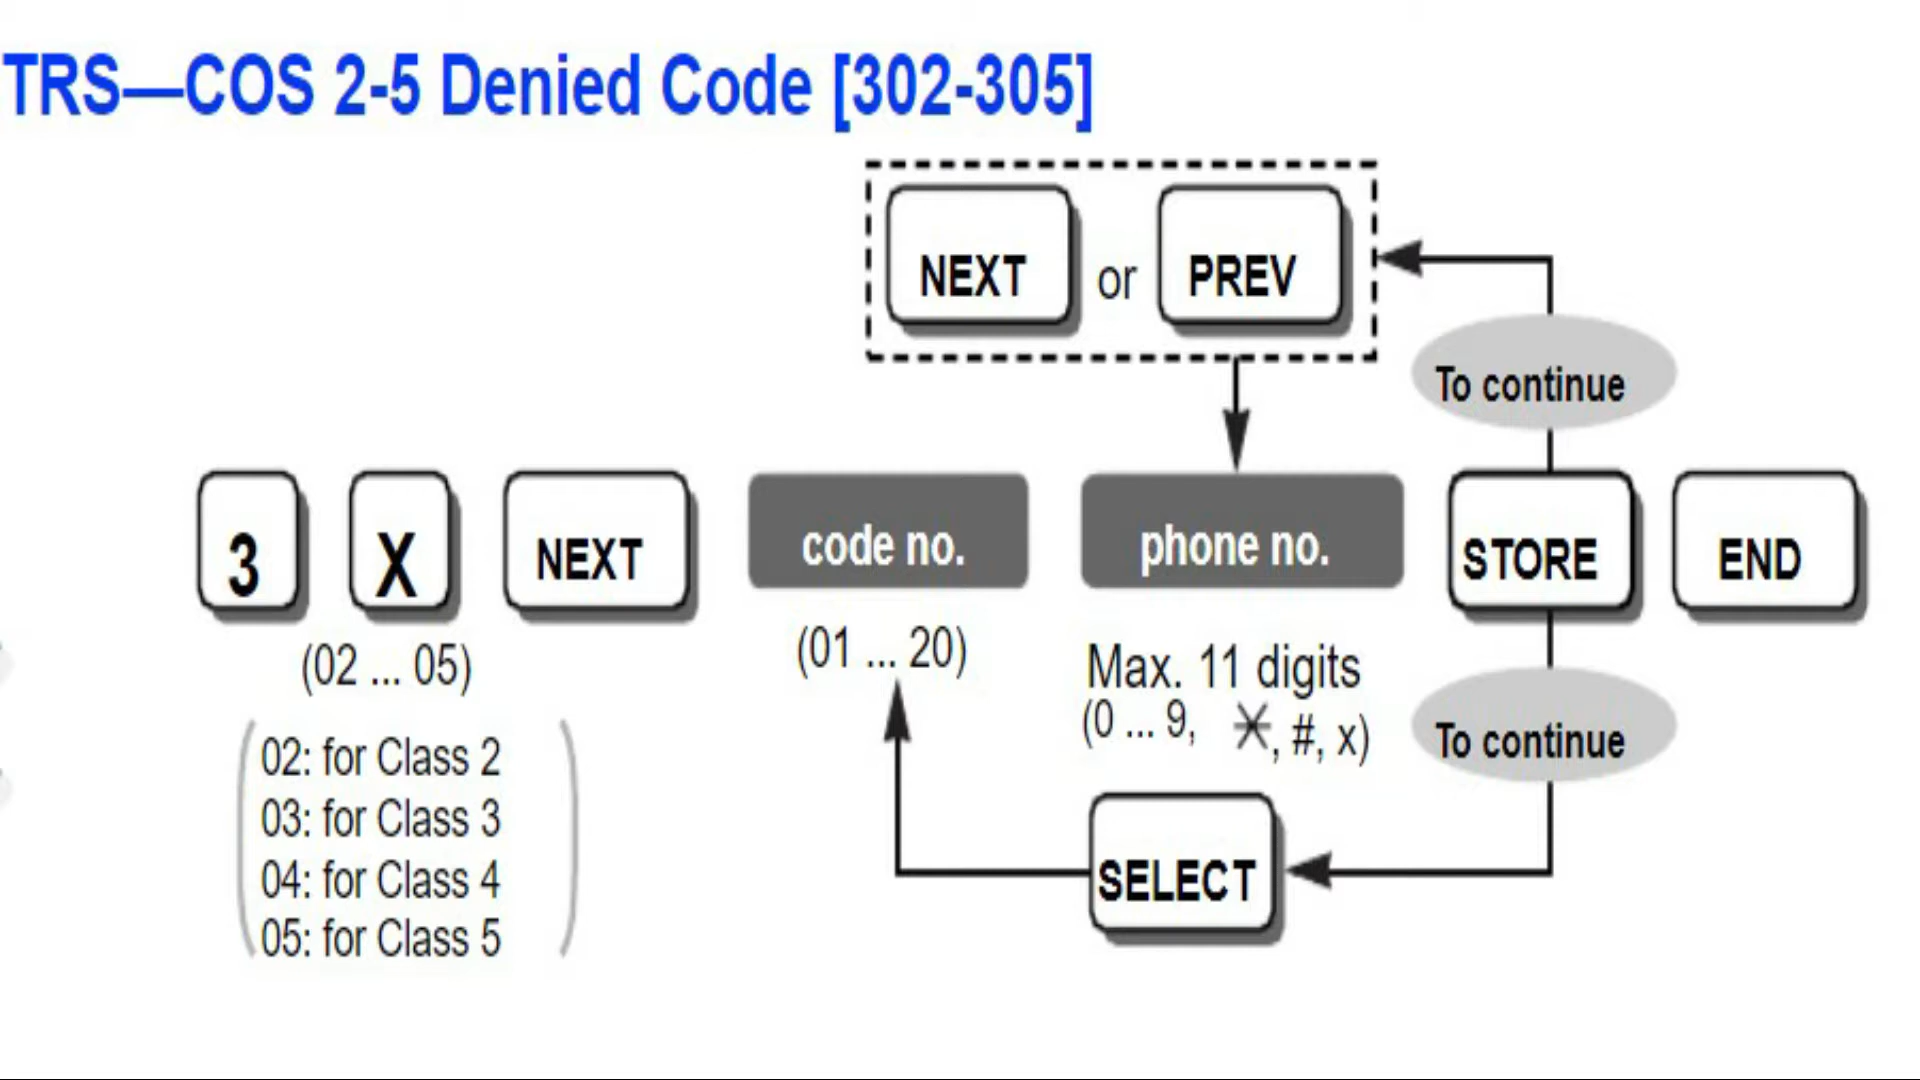 TRS—COS 2-5 Denied Code [302-305]
NEXT or PREV
To continue
3 X NEXT code no. phone no. STORE END
(02 ... 05)
(01 ... 20)
Max. 11 digits
(0 ... 9, ✳, #, x)
To continue
02: for Class 2
03: for Class 3
04: for Class 4
05: for Class 5
SELECT